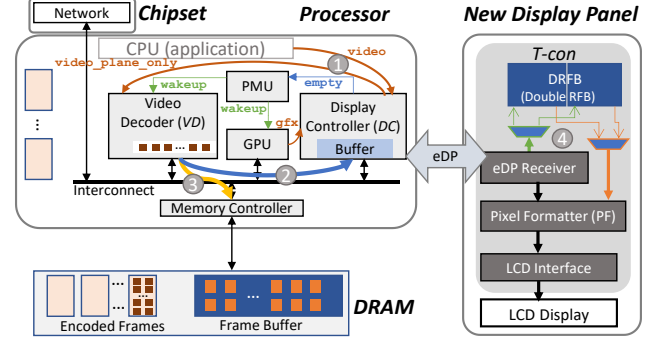 Network
Chipset
Processor
New Display Panel
CPU (application)
video
video_plane_only
1
T-con
wakeup
PMU
empty
DRFB
(Double RFB)
Video
Decoder (VD)
wakeup
gfx
Display
Controller (DC)
GPU
Buffer
4
eDP
eDP Receiver
2
3
Interconnect
Memory Controller
Pixel Formatter (PF)
LCD Interface
...
...
...
...
DRAM
Encoded Frames
Frame Buffer
LCD Display